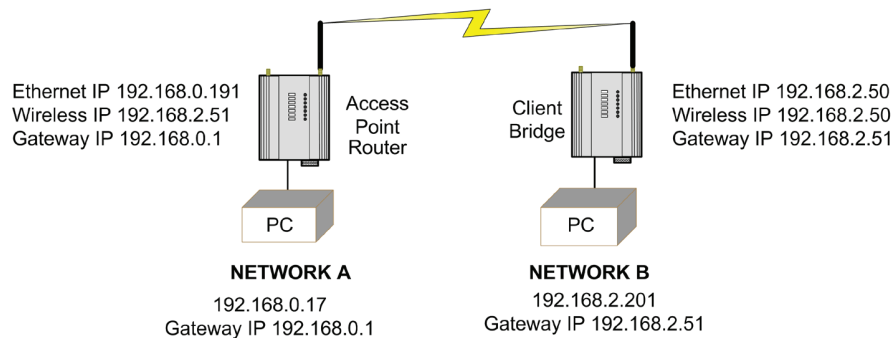 Ethernet IP 192.168.0.191
Wireless IP 192.168.2.51
Gateway IP 192.168.0.1
Access
Point
Router
Client
Bridge
Ethernet IP 192.168.2.50
Wireless IP 192.168.2.50
Gateway IP 192.168.2.51
PC
PC
NETWORK A
192.168.0.17
Gateway IP 192.168.0.1
NETWORK B
192.168.2.201
Gateway IP 192.168.2.51